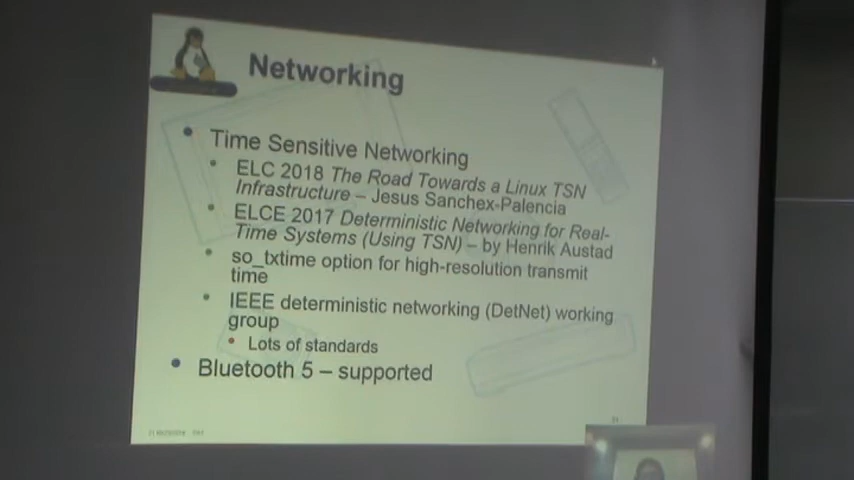 Networking
Time Sensitive Networking
ELC 2018 The Road Towards a Linux TSN
Infrastructure – Jesus Sanchex-Palencia
ELCE 2017 Deterministic Networking for Real-
Time Systems (Using TSN) – by Henrik Austad
so_txtime option for high-resolution transmit
time
IEEE deterministic networking (DetNet) working
group
Lots of standards
Bluetooth 5 – supported